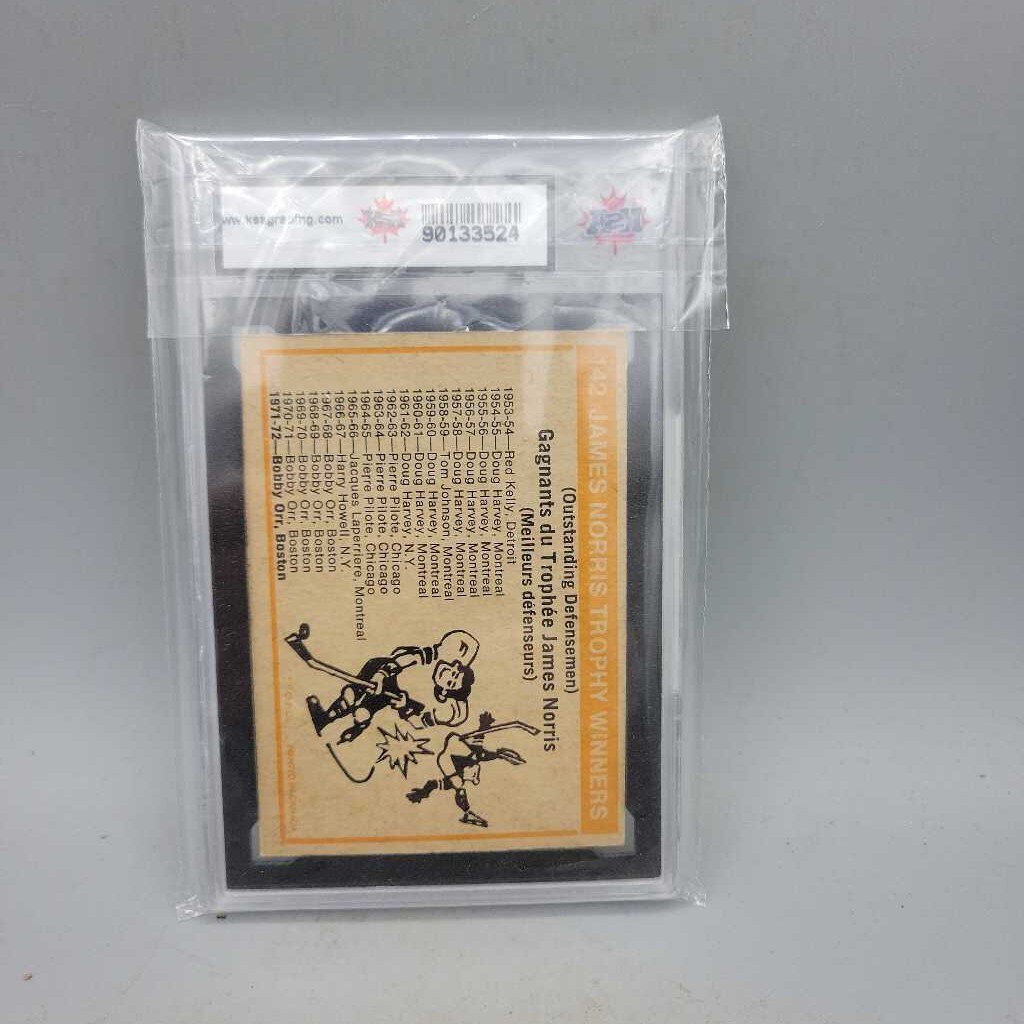 www.ksagrading.com
KSA
90133524
KSA
142 JAMES NORRIS TROPHY WINNERS
(Outstanding Defensemen)
Gagnants du Trophée James Norris
(Meilleurs défenseurs)
1953-54—Red Kelly, Detroit
1954-55—Doug Harvey, Montreal
1955-56—Doug Harvey, Montreal
1956-57—Doug Harvey, Montreal
1957-58—Doug Harvey, Montreal
1958-59—Tom Johnson, Montreal
1959-60—Doug Harvey, Montreal
1960-61—Doug Harvey, Montreal
1961-62—Doug Harvey, N.Y.
1962-63—Pierre Pilote, Chicago
1963-64—Pierre Pilote, Chicago
1964-65—Pierre Pilote, Chicago
1965-66—Jacques Laperriere, Montreal
1966-67—Harry Howell, N.Y.
1967-68—Bobby Orr, Boston
1968-69—Bobby Orr, Boston
1969-70—Bobby Orr, Boston
1970-71—Bobby Orr, Boston
1971-72—Bobby Orr, Boston